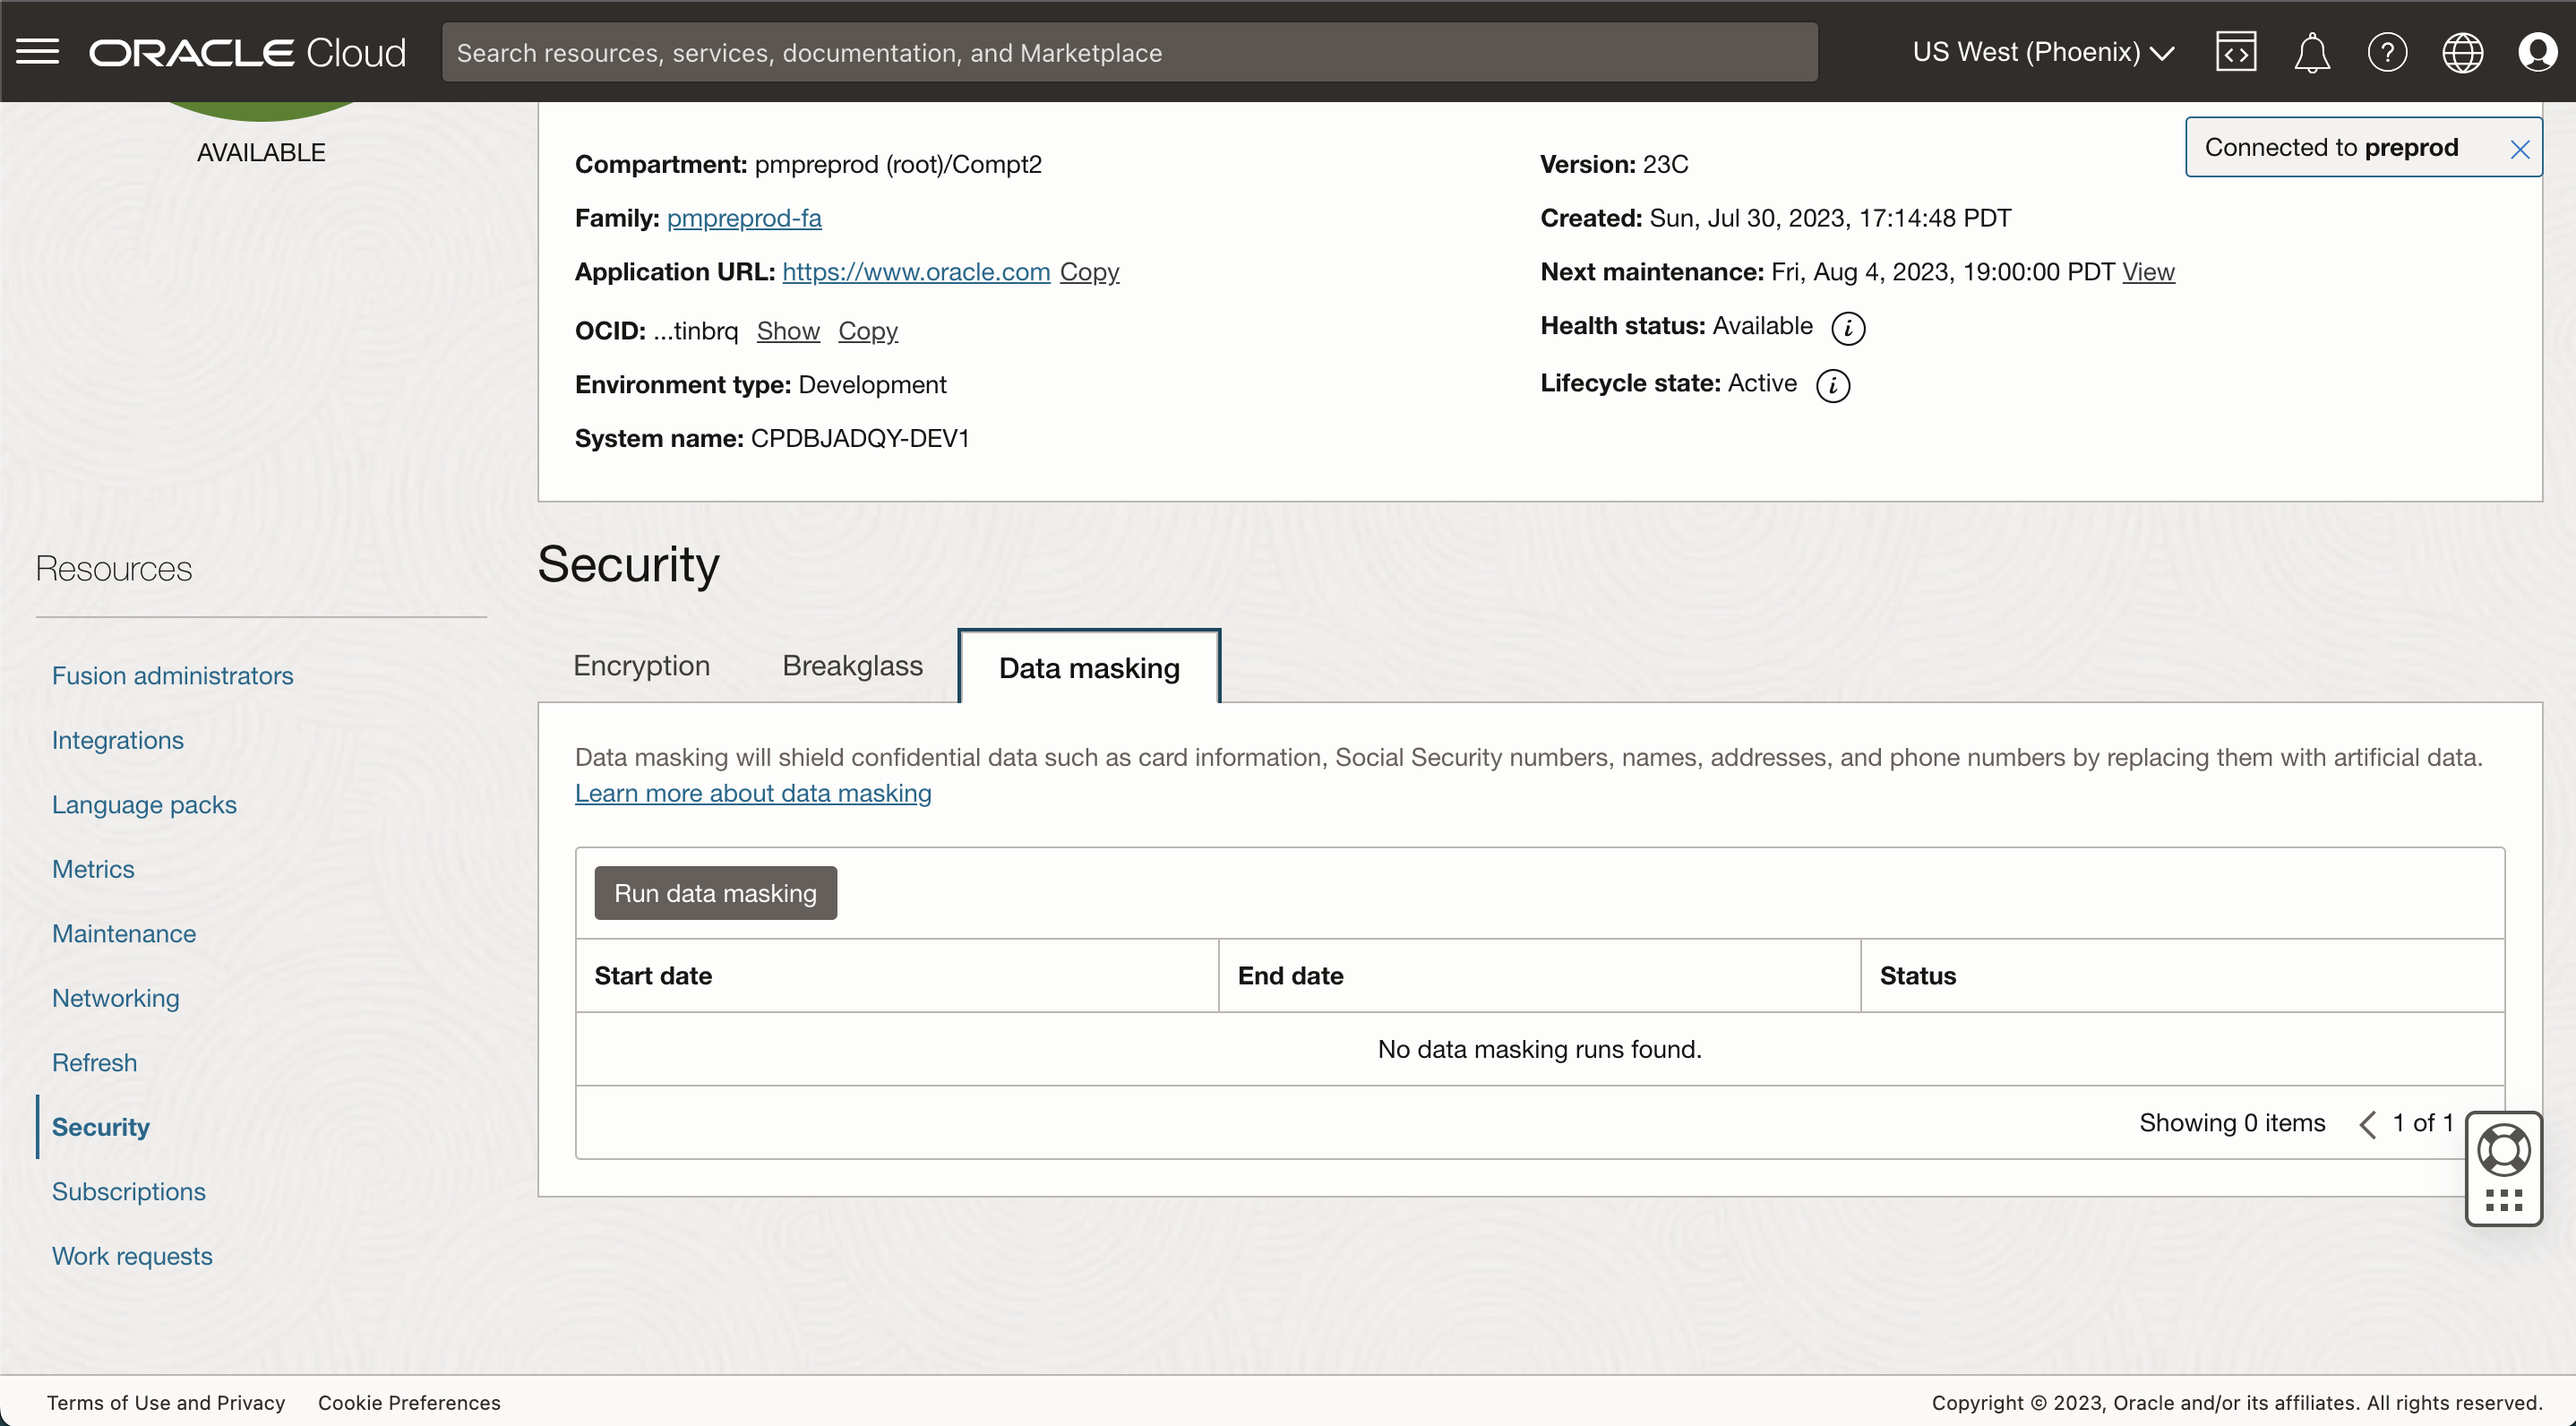 ORACLE Cloud
Search resources, services, documentation, and Marketplace
US West (Phoenix)
AVAILABLE
Connected to preprod
Compartment: pmpreprod (root)/Compt2
Family: pmpreprod-fa
Application URL: https://www.oracle.com Copy
OCID: ...tinbrq Show Copy
Environment type: Development
System name: CPDBJADQY-DEV1
Version: 23C
Created: Sun, Jul 30, 2023, 17:14:48 PDT
Next maintenance: Fri, Aug 4, 2023, 19:00:00 PDT View
Health status: Available
Lifecycle state: Active
Resources
Fusion administrators
Integrations
Language packs
Metrics
Maintenance
Networking
Refresh
Security
Subscriptions
Work requests
Security
Encryption
Breakglass
Data masking
Data masking will shield confidential data such as card information, Social Security numbers, names, addresses, and phone numbers by replacing them with artificial data.
Learn more about data masking
Run data masking
Start date
End date
Status
No data masking runs found.
Showing 0 items
1 of 1
Terms of Use and Privacy
Cookie Preferences
Copyright © 2023, Oracle and/or its affiliates. All rights reserved.